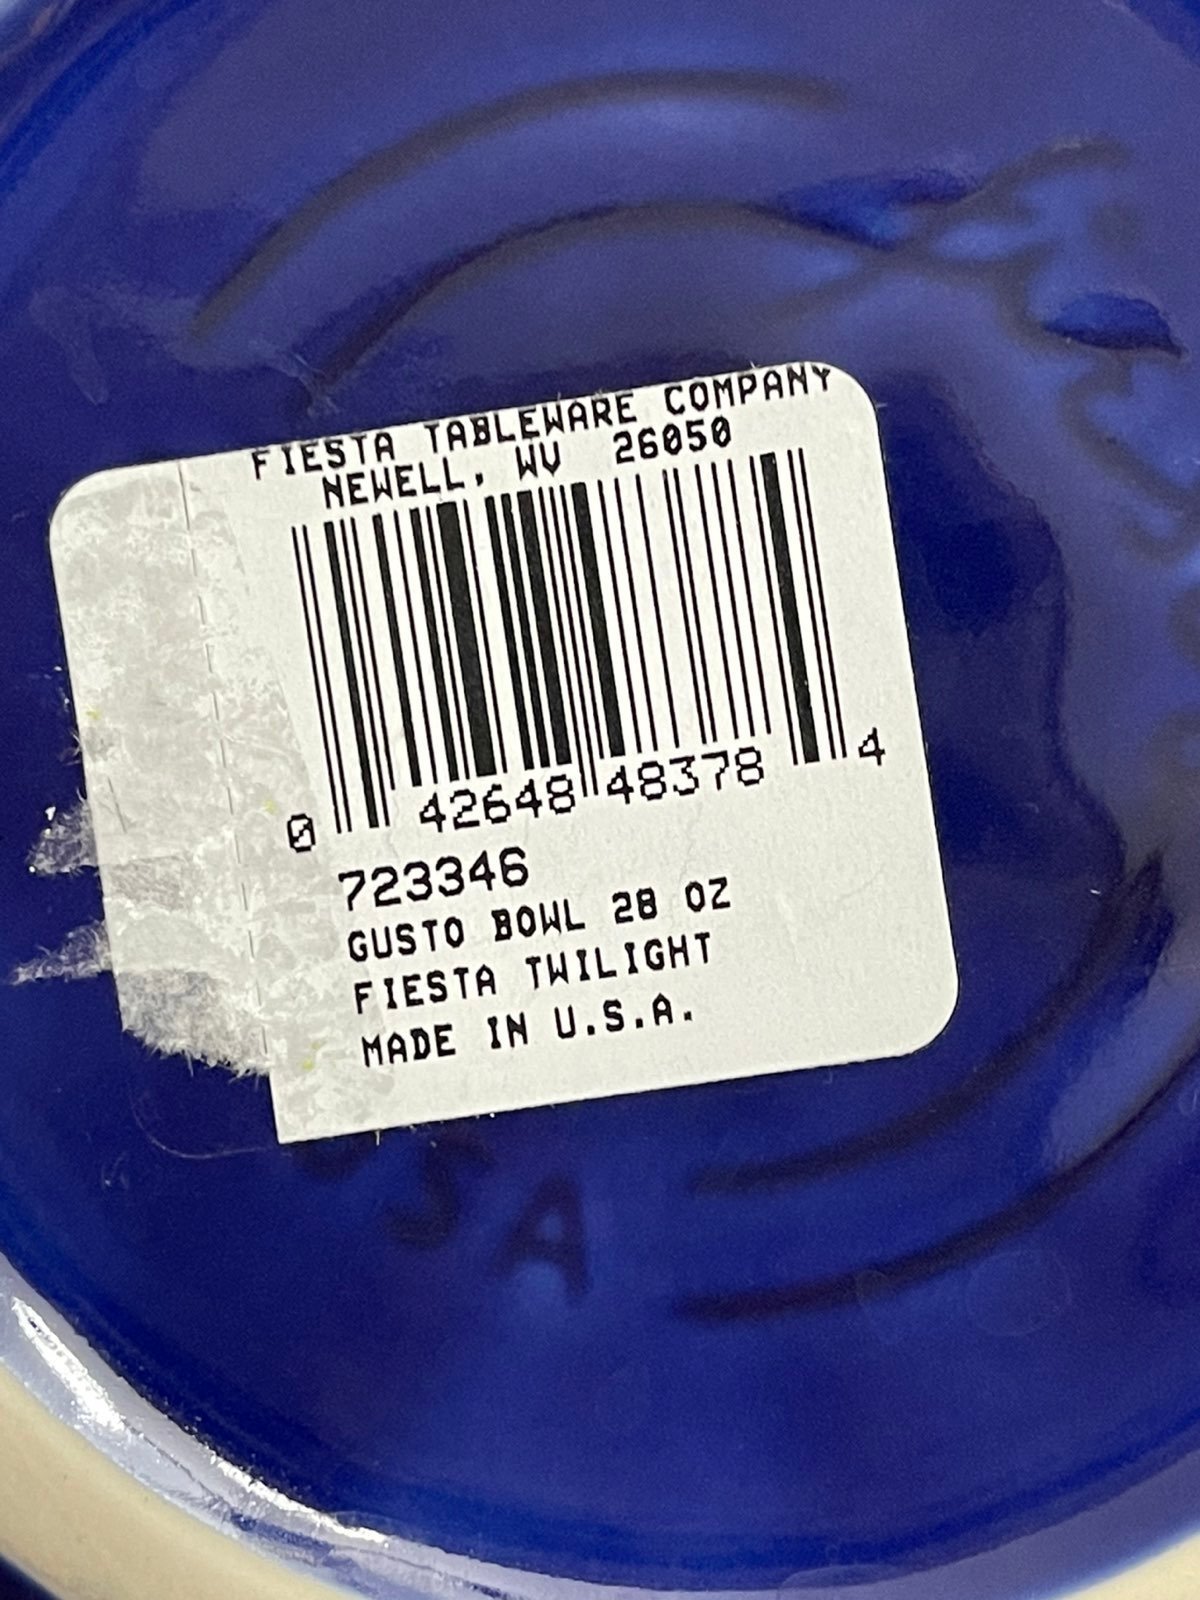 FIESTA TABLEWARE COMPANY
NEWELL, WV 26050
0 42648 48378 4
723346
GUSTO BOWL 28 OZ
FIESTA TWILIGHT
MADE IN U.S.A.
USA